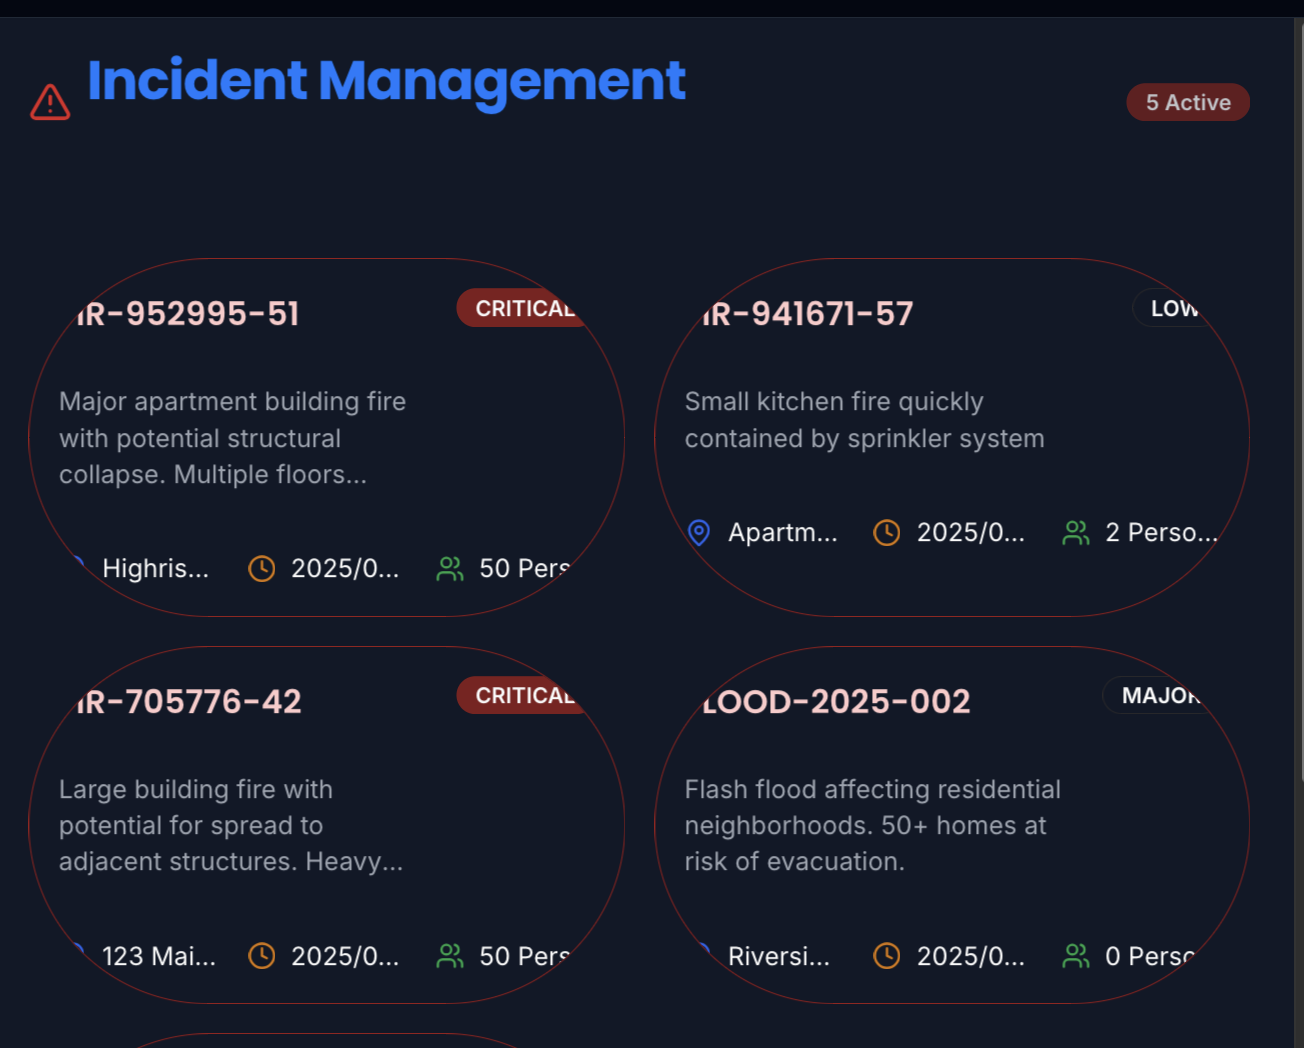 Incident Management
5 Active
IR-952995-51
CRITICAL
Major apartment building fire
with potential structural
collapse. Multiple floors...
Highris...
2025/0...
50 Pers
IR-941671-57
LOW
Small kitchen fire quickly
contained by sprinkler system
Apartm...
2025/0...
2 Perso...
IR-705776-42
CRITICAL
Large building fire with
potential for spread to
adjacent structures. Heavy...
123 Mai...
2025/0...
50 Pers
LOOD-2025-002
MAJOR
Flash flood affecting residential
neighborhoods. 50+ homes at
risk of evacuation.
Riversi...
2025/0...
0 Perso